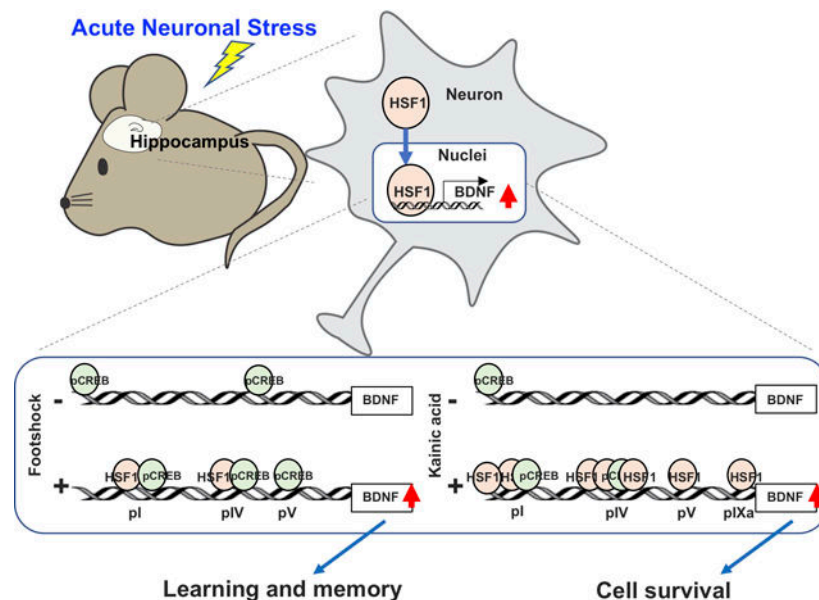 Acute Neuronal Stress
Hippocampus
HSF1
Neuron
Nuclei
HSF1
BDNF
Footshock
-
pCREB
pCREB
BDNF
+
HSF1
pCREB
HSF1
pCREB
pCREB
BDNF
pI
pIV
pV
Learning and memory
Kainic acid
-
pCREB
BDNF
+
HSF1
pCREB
HSF1
HSF1
HSF1
HSF1
BDNF
pI
pIV
pV
pIXa
Cell survival